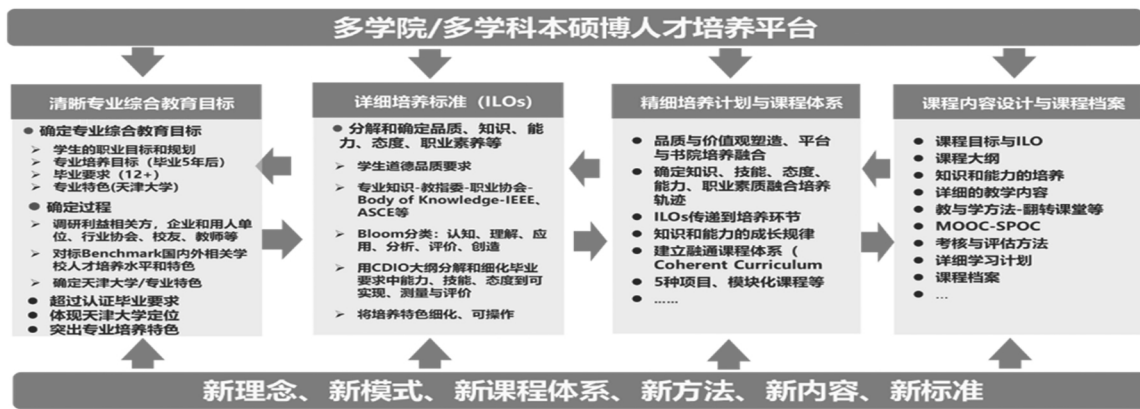 多学院/多学科本硕博人才培养平台
清晰专业综合教育目标
● 确定专业综合教育目标
➢ 学生的职业目标和规划
➢ 专业培养目标（毕业5年后）
➢ 毕业要求（12+）
➢ 专业特色(天津大学）
● 确定过程
➢ 调研利益相关方，企业和用人单
位、行业协会、校友、教师等
➢ 对标Benchmark国内外相关学
校人才培养水平和特色
➢ 确定天津大学/专业特色
● 超过认证毕业要求
● 体现天津大学定位
● 突出专业培养特色
详细培养标准（ILOs）
● 分解和确定品质、知识、能
力、态度、职业素养等
➢ 学生道德品质要求
➢ 专业知识-教指委-职业协会-
Body of Knowledge-IEEE、
ASCE等
➢ Bloom分类：认知、理解、应
用、分析、评价、创造
➢ 用CDIO大纲分解和细化毕业
要求中能力、技能、态度到可
实现、测量与评价
➢ 将培养特色细化、可操作
精细培养计划与课程体系
● 品质与价值观塑造、平台
与书院培养融合
● 确定知识、技能、态度、
能力、职业素质融合培养
轨迹
● ILOs传递到培养环节
● 知识和能力的成长规律
● 建立融通课程体系（
Coherent Curriculum
● 5种项目、模块化课程等
● ……
课程内容设计与课程档案
● 课程目标与ILO
● 课程大纲
● 知识和能力的培养
● 详细的教学内容
● 教与学方法-翻转课堂等
● MOOC-SPOC
● 考核与评估方法
● 详细学习计划
● 课程档案
● …
新理念、新模式、新课程体系、新方法、新内容、新标准